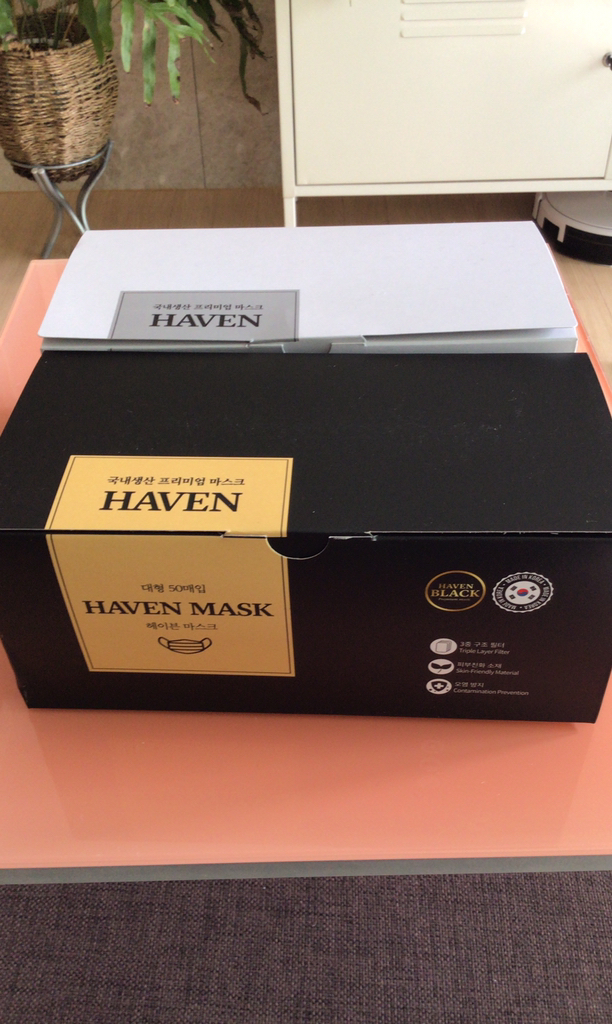 국내생산 프리미엄 마스크
HAVEN
국내생산 프리미엄 마스크
HAVEN
대형 50매입
HAVEN MASK
헤이븐 마스크
HAVEN
BLACK
MADE IN KOREA
3중 구조 필터
Triple Layer Filter
피부친화 소재
Skin-Friendly Material
오염 방지
Contamination Prevention